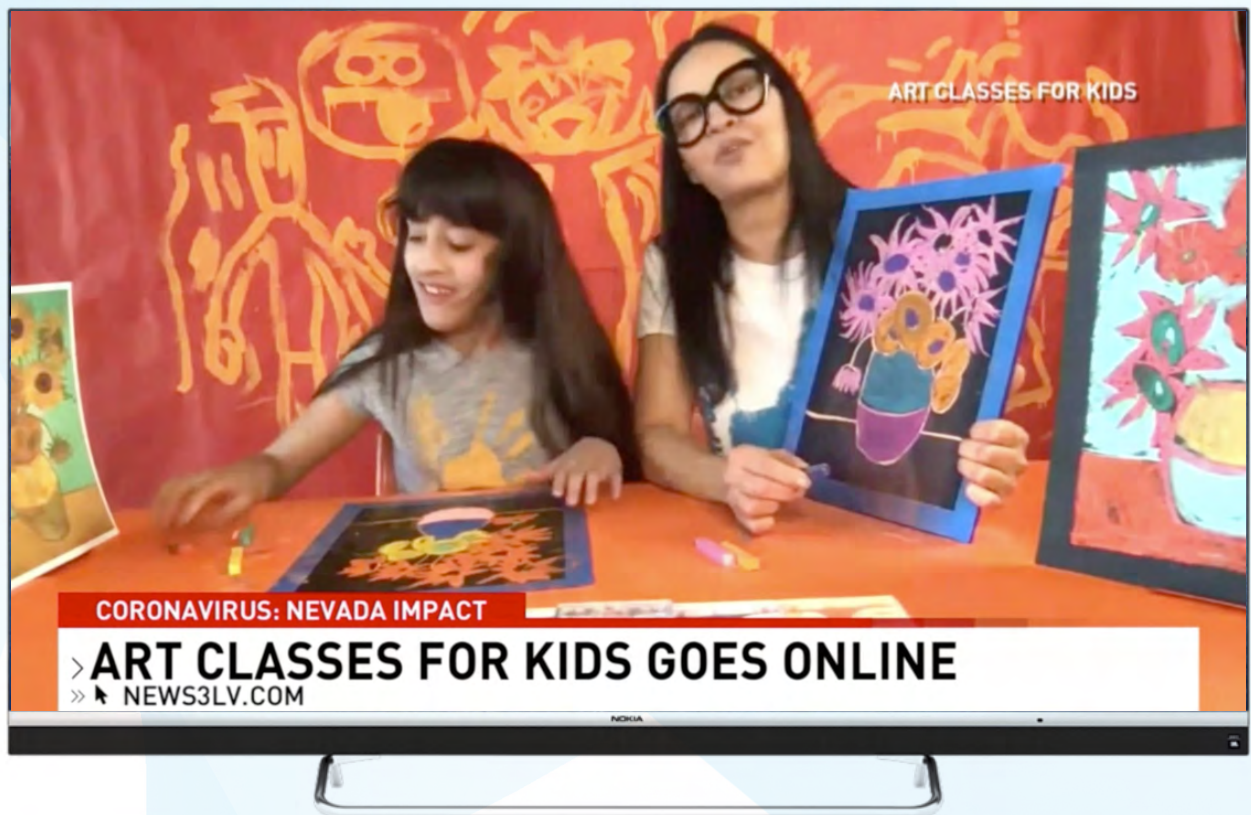 ART CLASSES FOR KIDS
CORONAVIRUS: NEVADA IMPACT
ART CLASSES FOR KIDS GOES ONLINE
NEWS3LV.COM
NOKIA